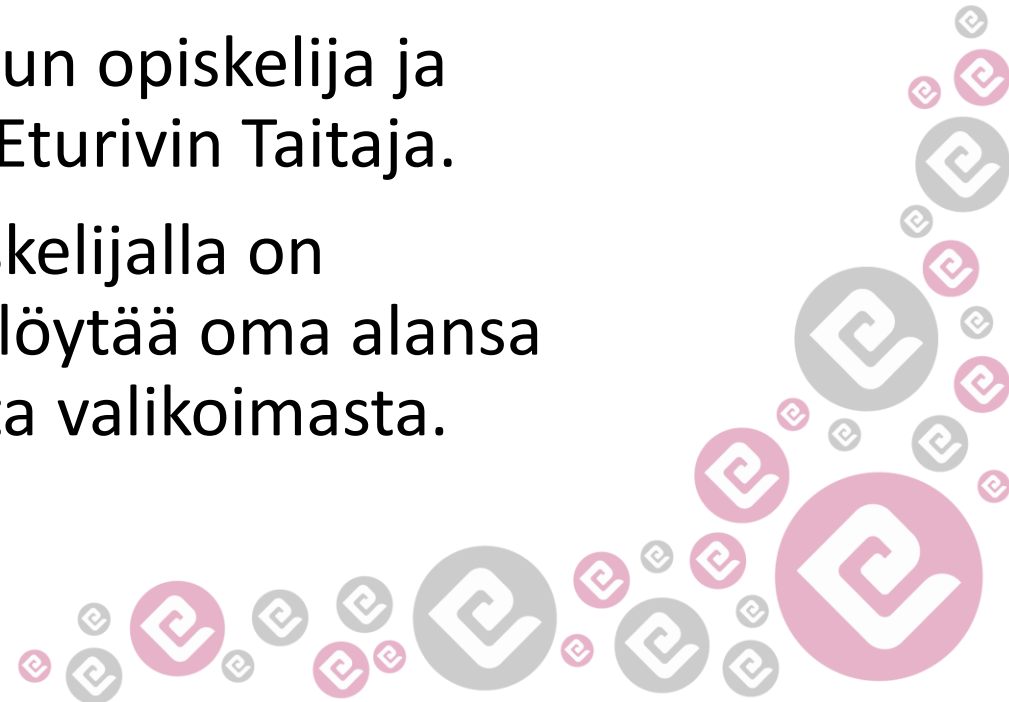 un opiskelija ja
Eturivin Taitaja.
kelijalla on
löytää oma alansa
a valikoimasta.